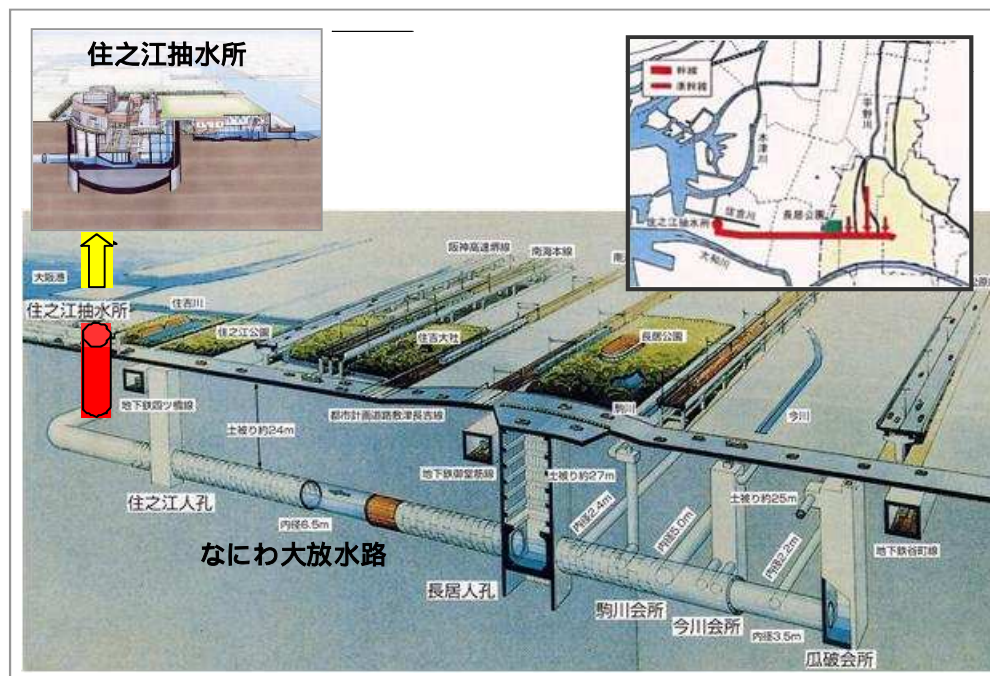 住之江抽水所
幹線
準幹線
平野川
木津川
住吉川
長居公園
住之江抽水所
大和川
阪神高速堺線
南海本線
大阪港
住之江抽水所
住吉川
住之江公園
住吉大社
長居公園
地下鉄四ツ橋線
都市計画道路敷津長吉線
駒川
今川
土被り約24m
地下鉄御堂筋線
土被り約27m
土被り約25m
住之江人孔
内径6.5m
内径2.4m
内径5.0m
内径2.2m
地下鉄谷町線
なにわ大放水路
長居人孔
駒川会所
今川会所
内径3.5m
瓜破会所